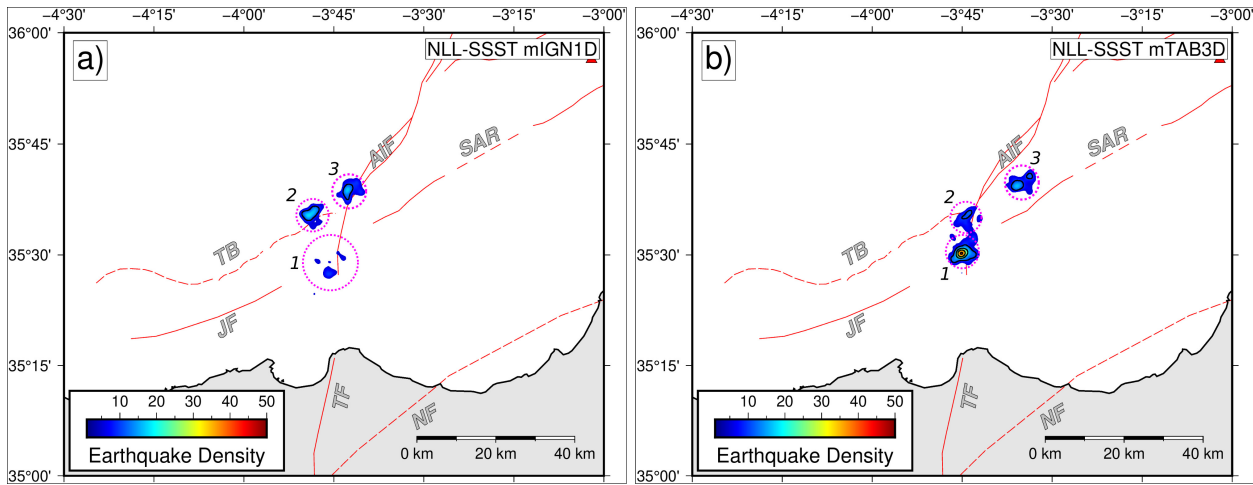 −4°30' −4°15' −4°00' −3°45' −3°30' −3°15' −3°00'
36°00'
a)
NLL-SSST mIGN1D
35°45'
AIF
SAR
3
2
TB
35°30'
1
JF
35°15'
TF
NF
10 20 30 40 50
Earthquake Density
0 km 20 km 40 km
35°00'
−4°30' −4°15' −4°00' −3°45' −3°30' −3°15' −3°00'
36°00'
b)
NLL-SSST mTAB3D
35°45'
AIF
SAR
3
2
TB
35°30'
1
JF
35°15'
TF
NF
10 20 30 40 50
Earthquake Density
0 km 20 km 40 km
35°00'